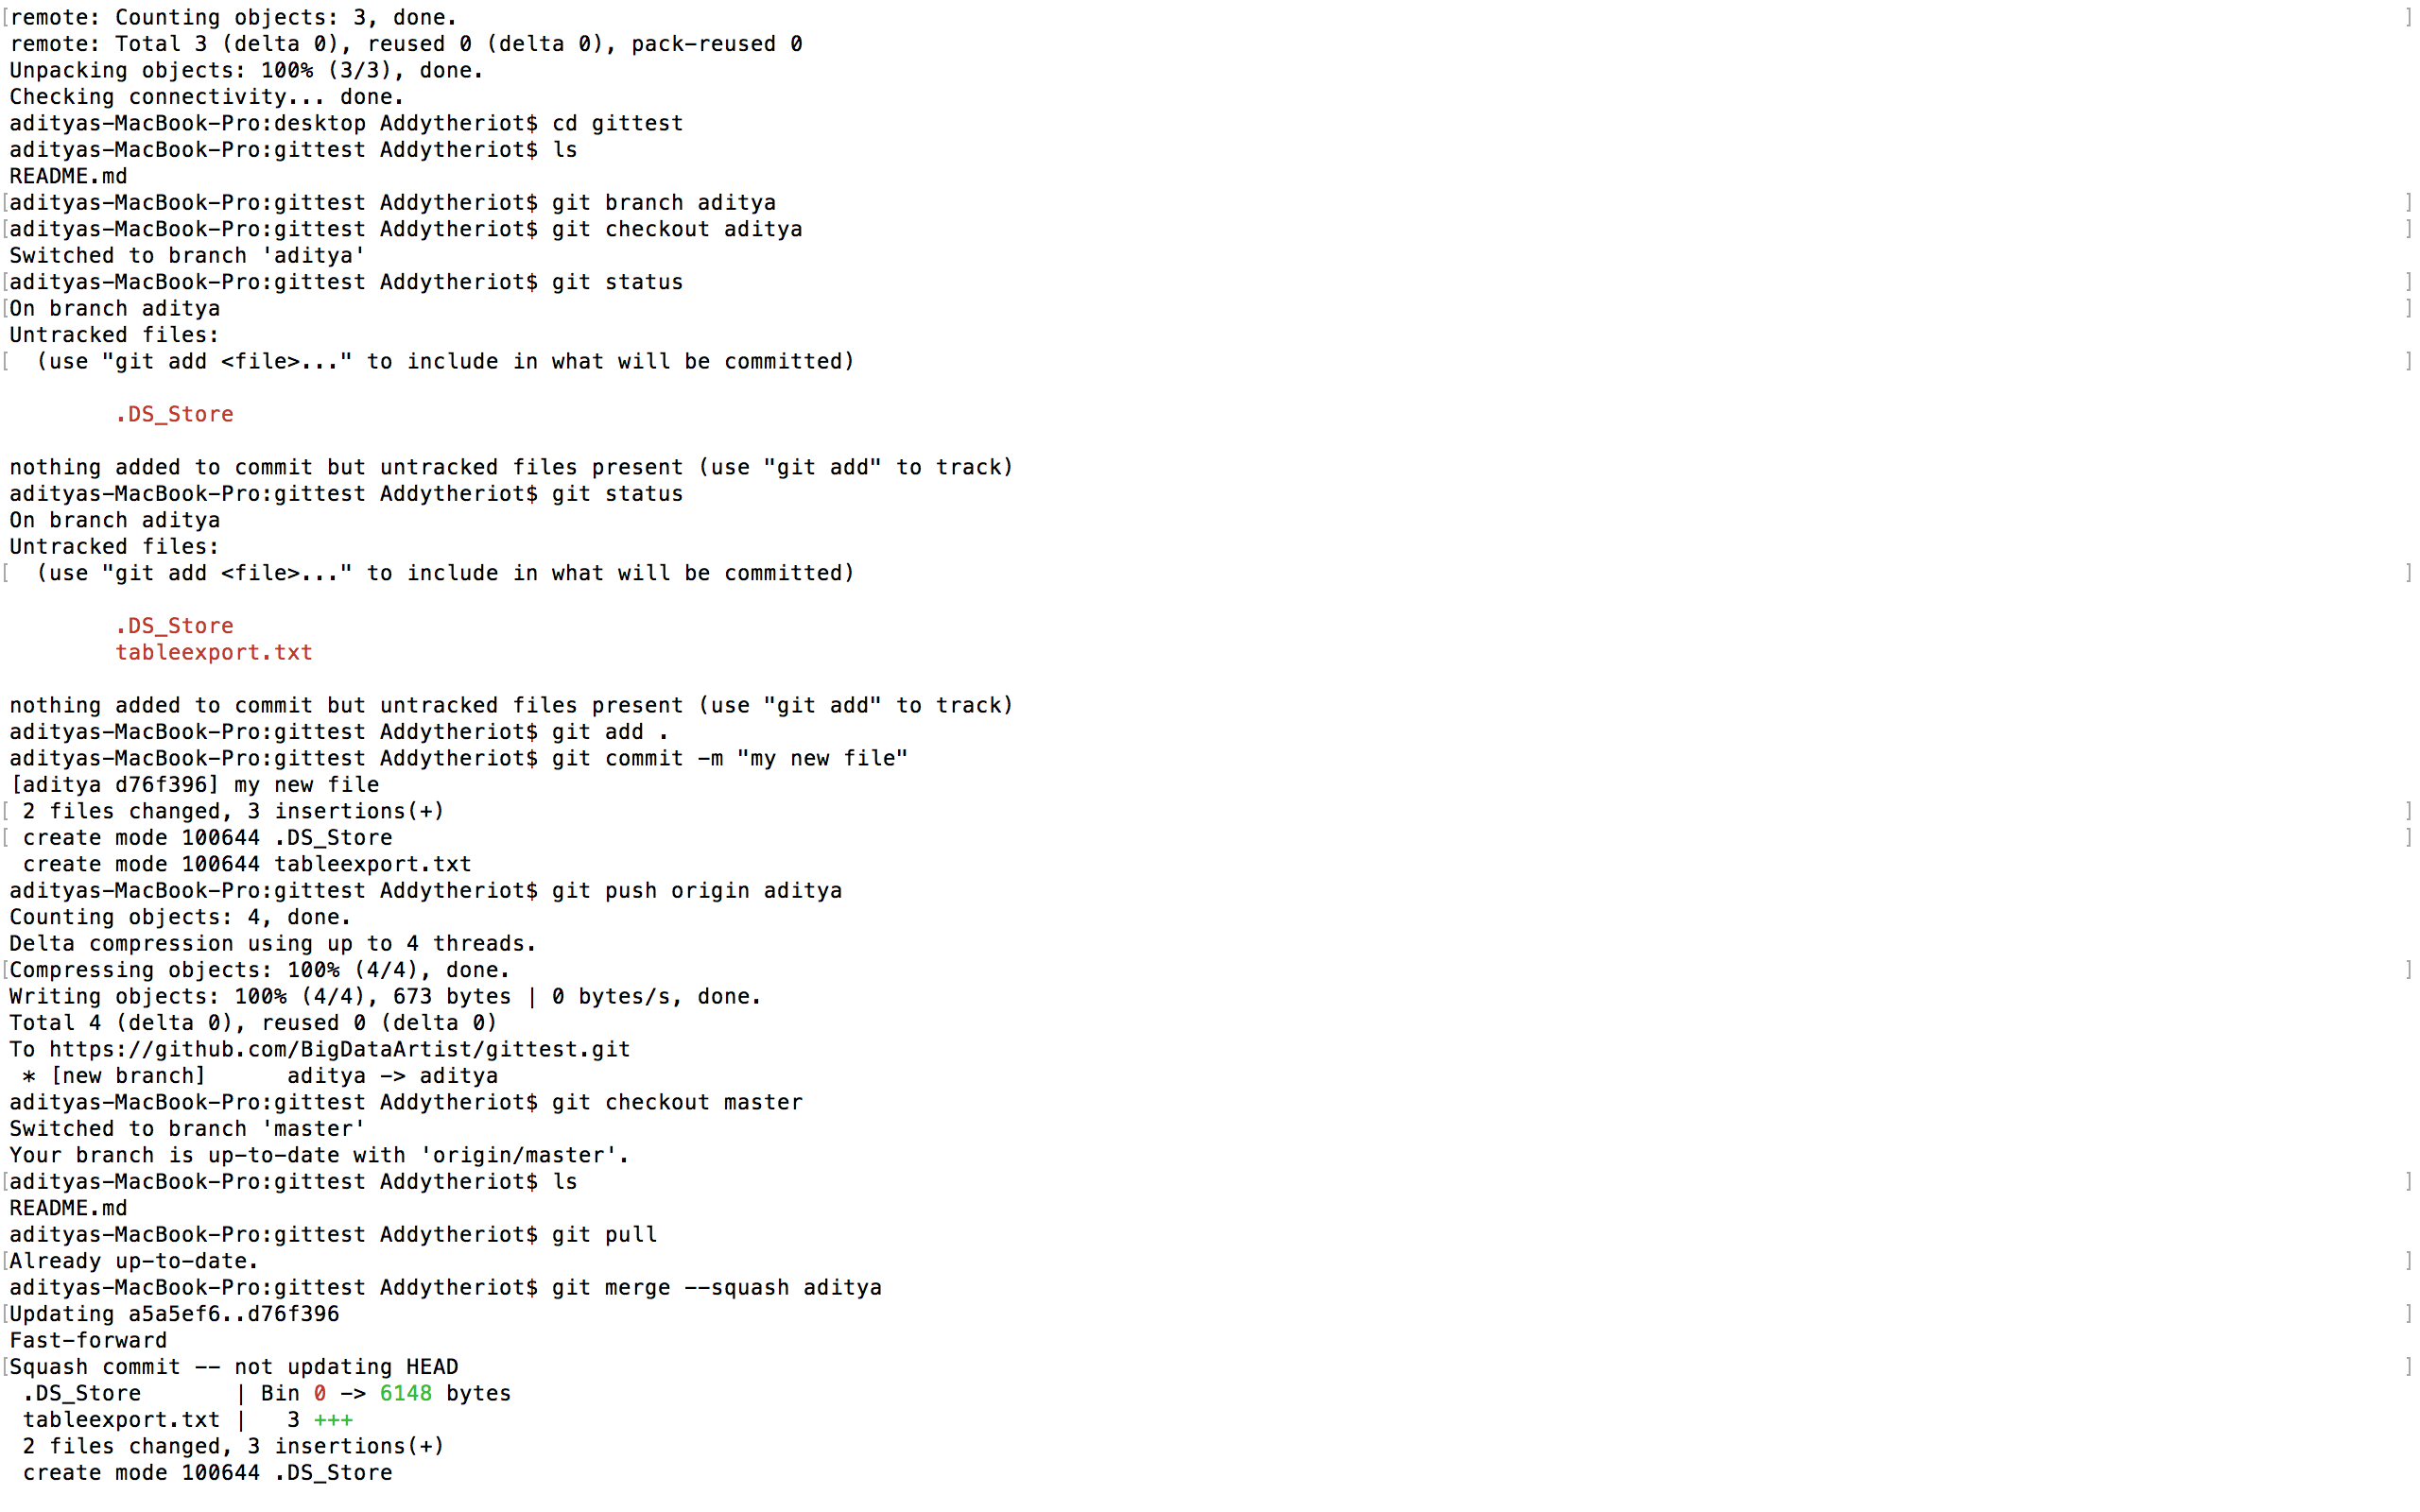 [remote: Counting objects: 3, done. ]
remote: Total 3 (delta 0), reused 0 (delta 0), pack-reused 0
Unpacking objects: 100% (3/3), done.
Checking connectivity... done.
adityas-MacBook-Pro:desktop Addytheriot$ cd gittest
adityas-MacBook-Pro:gittest Addytheriot$ ls
README.md
[adityas-MacBook-Pro:gittest Addytheriot$ git branch aditya ]
[adityas-MacBook-Pro:gittest Addytheriot$ git checkout aditya ]
Switched to branch 'aditya'
[adityas-MacBook-Pro:gittest Addytheriot$ git status ]
[On branch aditya ]
Untracked files:
[  (use "git add <file>..." to include in what will be committed) ]
.DS_Store
nothing added to commit but untracked files present (use "git add" to track)
adityas-MacBook-Pro:gittest Addytheriot$ git status
On branch aditya
Untracked files:
[  (use "git add <file>..." to include in what will be committed) ]
.DS_Store
tableexport.txt
nothing added to commit but untracked files present (use "git add" to track)
adityas-MacBook-Pro:gittest Addytheriot$ git add .
adityas-MacBook-Pro:gittest Addytheriot$ git commit -m "my new file"
[aditya d76f396] my new file
[ 2 files changed, 3 insertions(+) ]
[ create mode 100644 .DS_Store ]
create mode 100644 tableexport.txt
adityas-MacBook-Pro:gittest Addytheriot$ git push origin aditya
Counting objects: 4, done.
Delta compression using up to 4 threads.
[Compressing objects: 100% (4/4), done. ]
Writing objects: 100% (4/4), 673 bytes | 0 bytes/s, done.
Total 4 (delta 0), reused 0 (delta 0)
To https://github.com/BigDataArtist/gittest.git
* [new branch]      aditya -> aditya
adityas-MacBook-Pro:gittest Addytheriot$ git checkout master
Switched to branch 'master'
Your branch is up-to-date with 'origin/master'.
[adityas-MacBook-Pro:gittest Addytheriot$ ls ]
README.md
adityas-MacBook-Pro:gittest Addytheriot$ git pull
[Already up-to-date. ]
adityas-MacBook-Pro:gittest Addytheriot$ git merge --squash aditya
[Updating a5a5ef6..d76f396 ]
Fast-forward
[Squash commit -- not updating HEAD ]
.DS_Store       | Bin 0 -> 6148 bytes
tableexport.txt |   3 +++
2 files changed, 3 insertions(+)
create mode 100644 .DS_Store